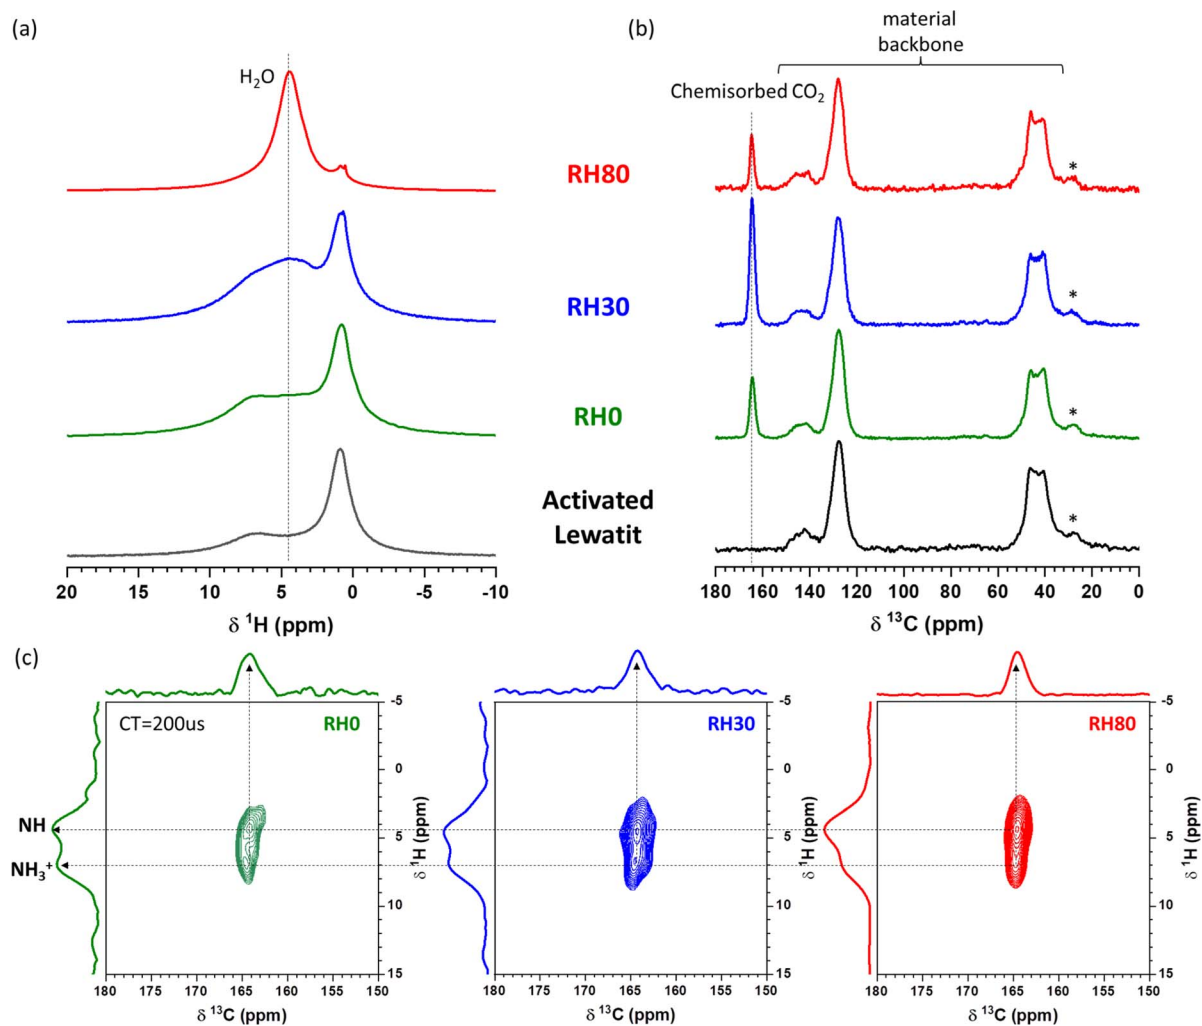 (a)
H₂O
20 15 10 5 0 -5 -10
δ ¹H (ppm)
RH80
RH30
RH0
Activated
Lewatit
(b)
material
backbone
Chemisorbed CO₂
*
*
*
*
180 160 140 120 100 80 60 40 20 0
δ ¹³C (ppm)
(c)
NH
NH₃⁺
CT=200us
RH0
-5
0
5
10
15
δ ¹H (ppm)
180 175 170 165 160 155 150
δ ¹³C (ppm)
RH30
-5
0
5
10
15
δ ¹H (ppm)
180 175 170 165 160 155 150
δ ¹³C (ppm)
RH80
-5
0
5
10
15
δ ¹H (ppm)
180 175 170 165 160 155 150
δ ¹³C (ppm)